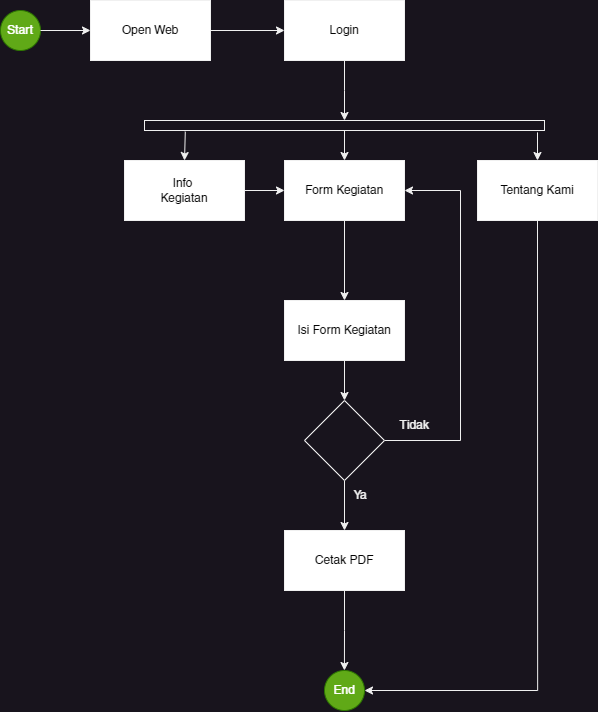 Start
Open Web
Login
Info
Kegiatan
Form Kegiatan
Tentang Kami
Isi Form Kegiatan
Tidak
Ya
Cetak PDF
End